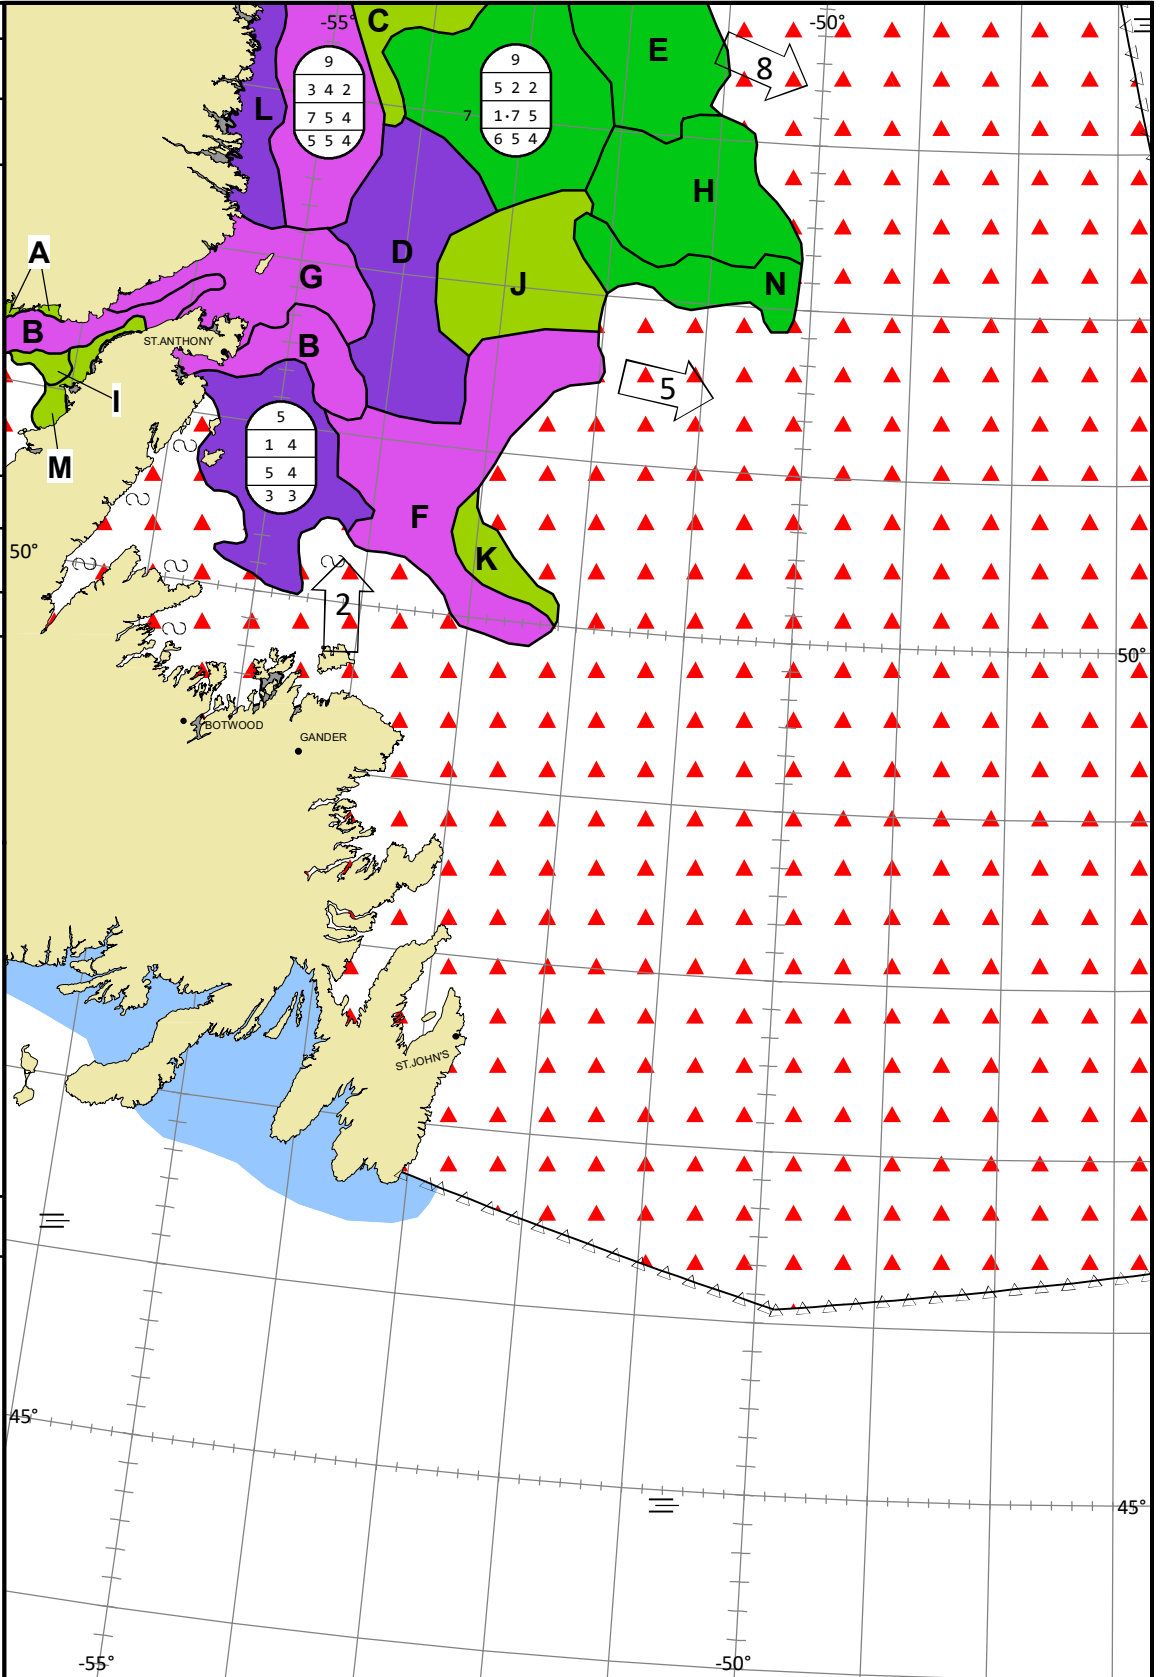 -55°
C
-50°
E
8
9
3 4 2
7 5 4
5 5 4
9
5 2 2
7 1·7 5
6 5 4
L
H
A
D
G
J
N
B
ST.ANTHONY
B
5
I
5
1 4
5 4
3 3
M
F
50°
K
2
50°
BOTWOOD
GANDER
ST.JOHN'S
45°
45°
-55°
-50°